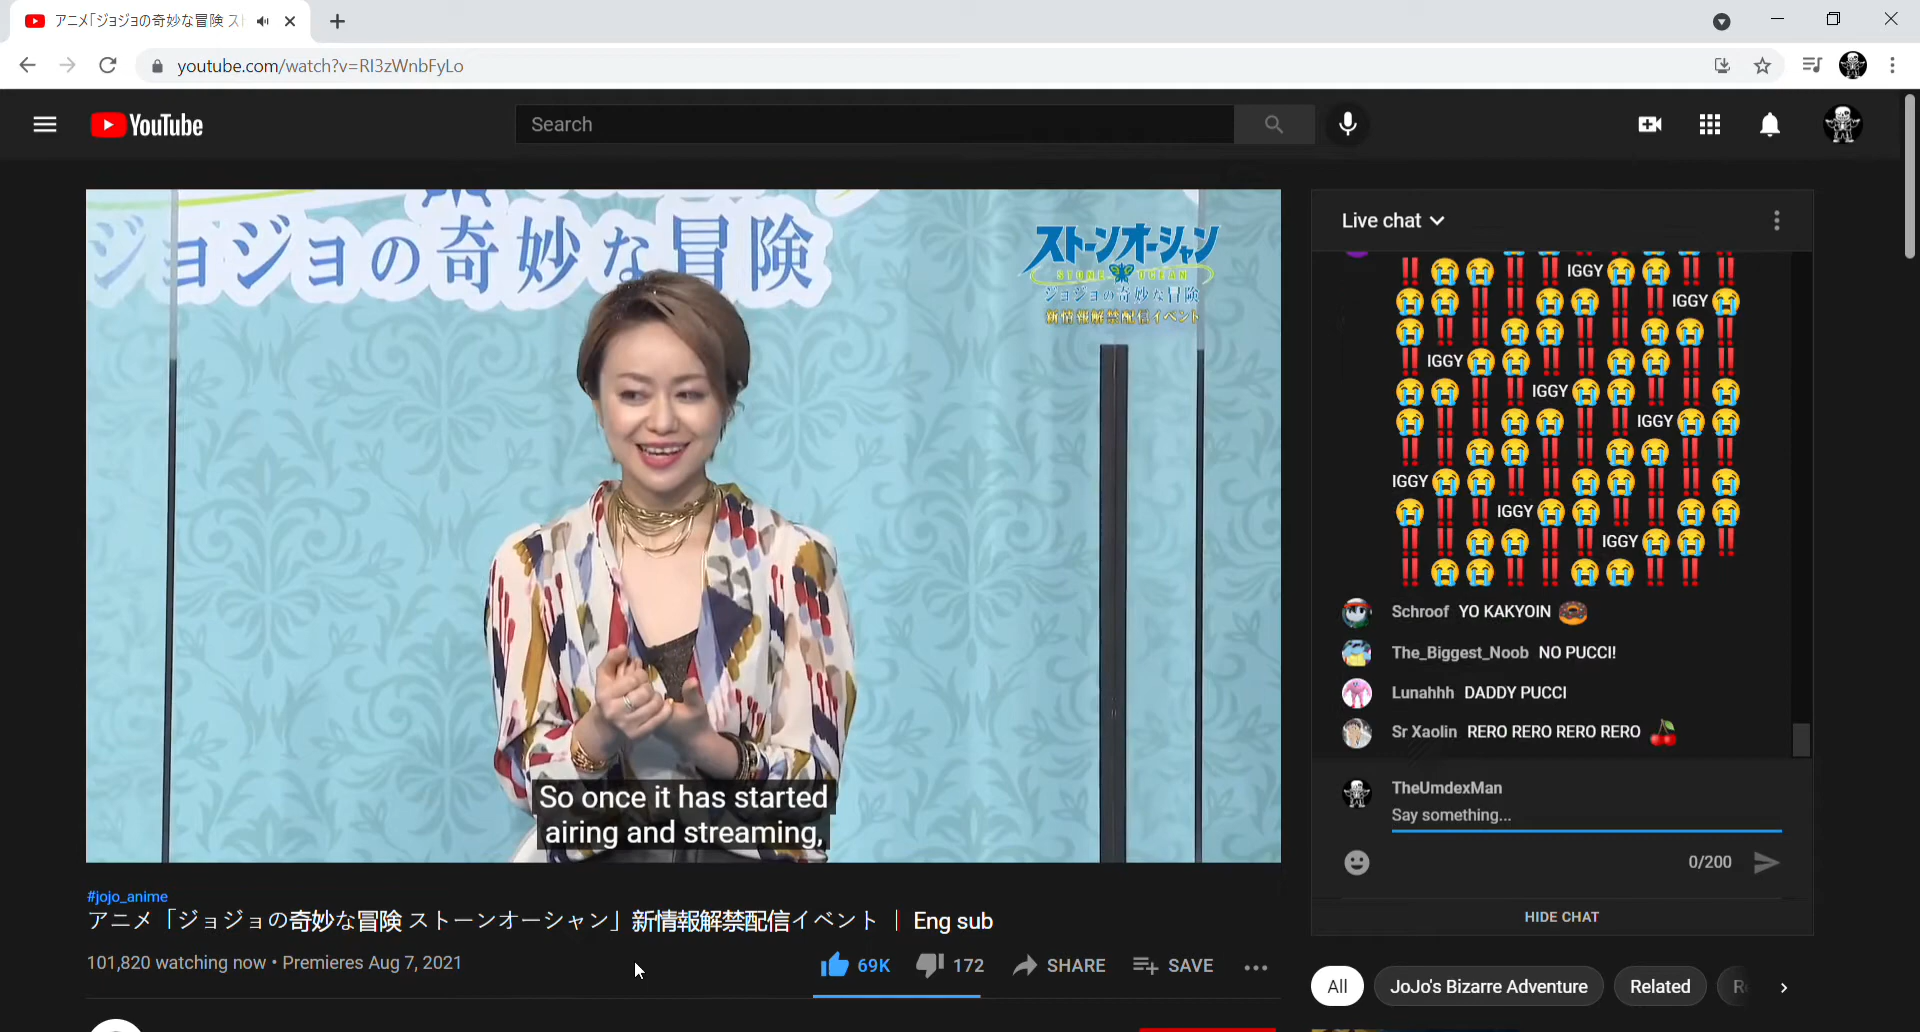 アニメ「ジョジョの奇妙な冒険 ス
youtube.com/watch?v=RI3zWnbFyLo
YouTube
Search
ジョジョの奇妙な冒険
ストーンオーシャン
STONE OCEAN
ジョジョの奇妙な冒険
新情報解禁配信イベント
So once it has started
airing and streaming,
#jojo_anime
アニメ「ジョジョの奇妙な冒険 ストーンオーシャン」新情報解禁配信イベント | Eng sub
101,820 watching now • Premieres Aug 7, 2021
69K 172 SHARE SAVE
Live chat
‼😭😭‼‼IGGY😭😭‼‼
😭😭‼‼😭😭‼‼IGGY😭
😭‼‼😭😭‼‼😭😭‼
‼IGGY😭😭‼‼😭😭‼‼
😭😭‼‼IGGY😭😭‼‼😭
😭‼‼😭😭‼‼IGGY😭😭
‼‼😭😭‼‼😭😭‼‼
IGGY😭😭‼‼😭😭‼‼😭
😭‼‼IGGY😭😭‼‼😭😭
‼‼😭😭‼‼IGGY😭😭‼
‼😭😭‼‼😭😭‼‼
Schroof YO KAKYOIN 🍩
The_Biggest_Noob NO PUCCI!
Lunahhh DADDY PUCCI
Sr Xaolin RERO RERO RERO RERO 🍒
TheUmdexMan
Say something...
0/200
HIDE CHAT
All JoJo's Bizarre Adventure Related